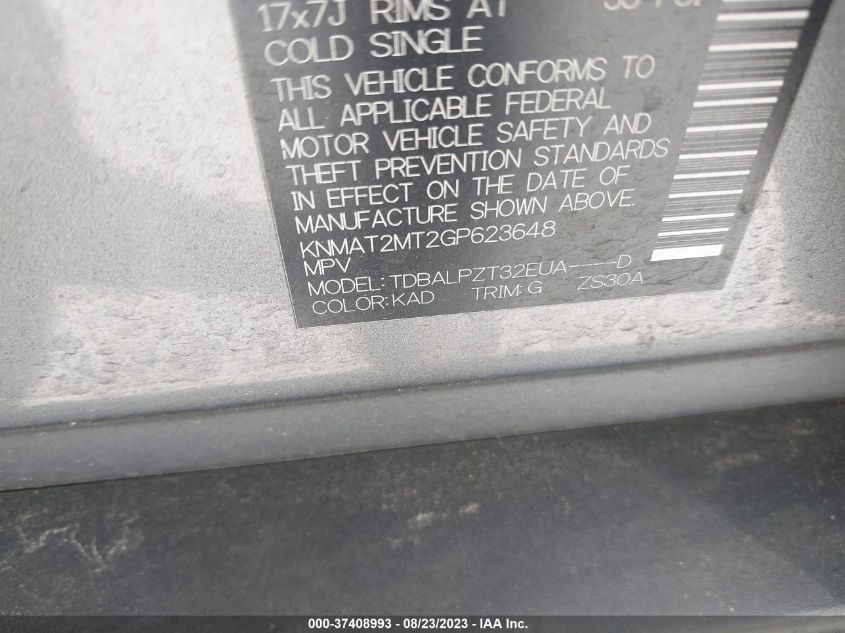 17x7J RIMS AT
COLD SINGLE
THIS VEHICLE CONFORMS TO
ALL APPLICABLE FEDERAL
MOTOR VEHICLE SAFETY AND
THEFT PREVENTION STANDARDS
IN EFFECT ON THE DATE OF
MANUFACTURE SHOWN ABOVE.
KNMAT2MT2GP623648
MPV
MODEL: TDBALPZT32EUA----D
COLOR: KAD TRIM: G ZS30A
000-37408993 - 08/23/2023 - IAA Inc.